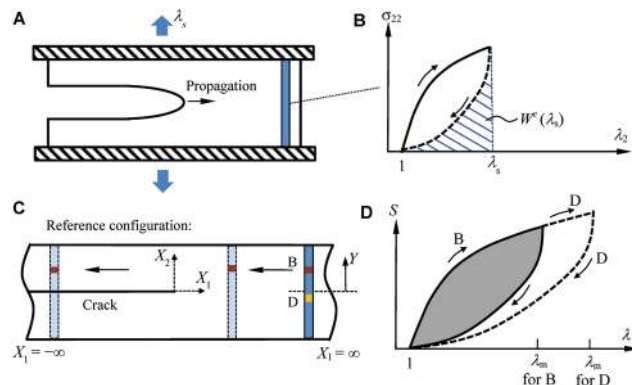 A
λs
Propagation
B
σ22
Wᵉ(λs)
λ2
1
λs
C
Reference configuration:
X2
X1
B
Y
D
Crack
X1 = −∞
X1 = ∞
D
S
D
B
D
λ
1
λm
for B
λm
for D